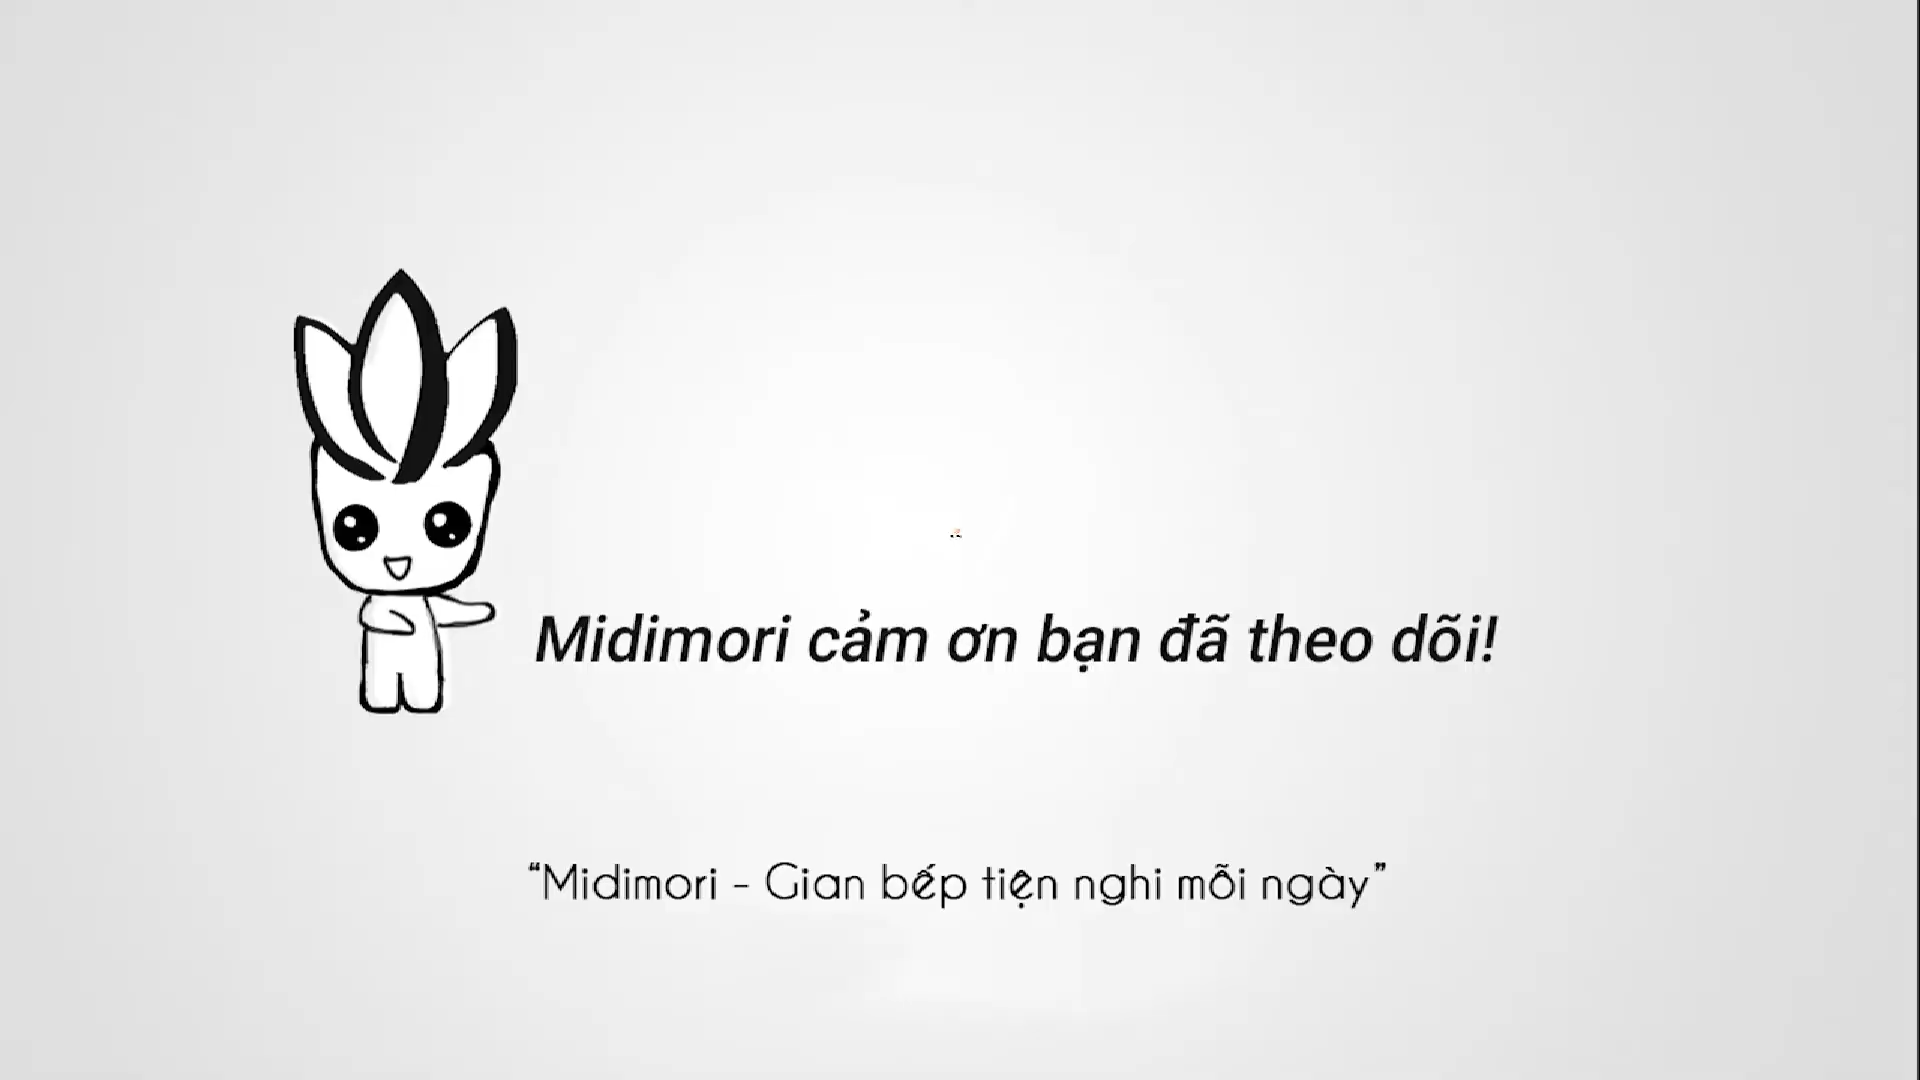 Midimori cảm ơn bạn đã theo dõi!
“Midimori - Gian bếp tiện nghi mỗi ngày”